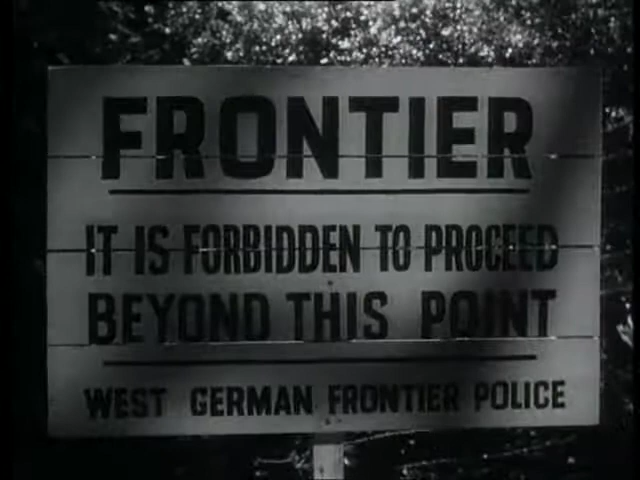 FRONTIER
IT IS FORBIDDEN TO PROCEED
BEYOND THIS POINT
WEST GERMAN FRONTIER POLICE